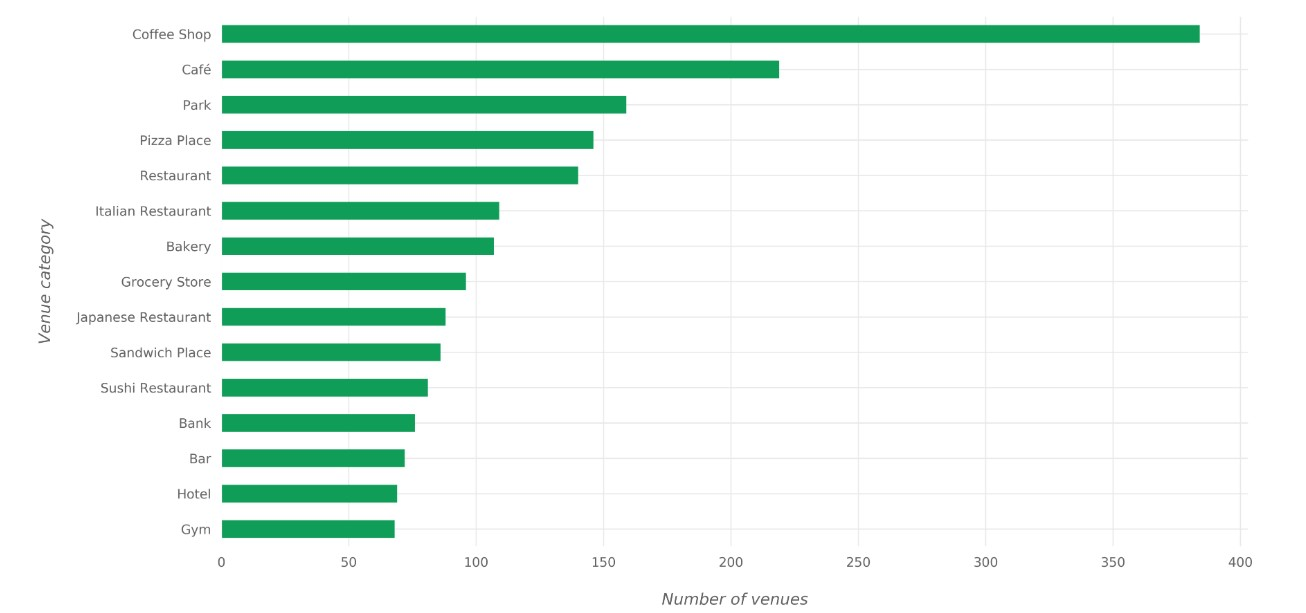 Coffee Shop
Café
Park
Pizza Place
Restaurant
Italian Restaurant
Bakery
Grocery Store
Japanese Restaurant
Sandwich Place
Sushi Restaurant
Bank
Bar
Hotel
Gym
Venue category
0 50 100 150 200 250 300 350 400
Number of venues